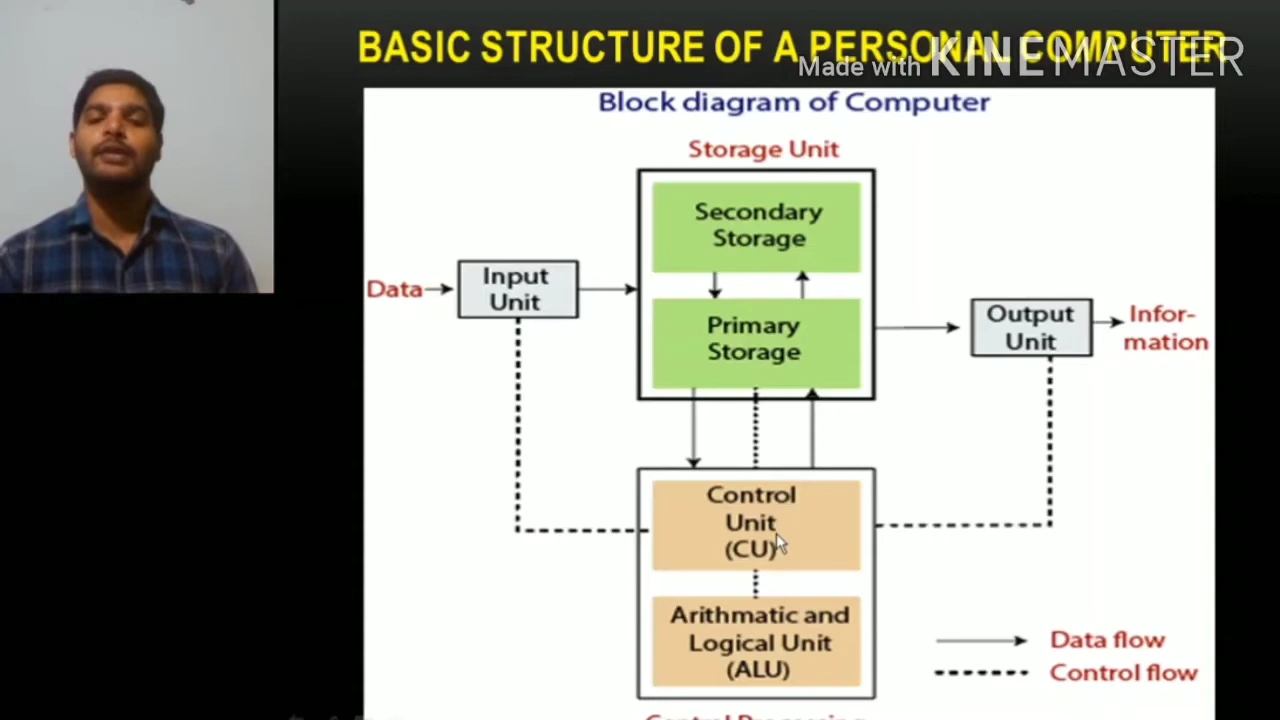 BASIC STRUCTURE OF A PERSONAL COMPUTER
Made with KINEMASTER
Block diagram of Computer
Storage Unit
Secondary
Storage
Data
Input
Unit
Primary
Storage
Output
Unit
Infor-
mation
Control
Unit
(CU)
Arithmatic and
Logical Unit
(ALU)
Data flow
Control flow